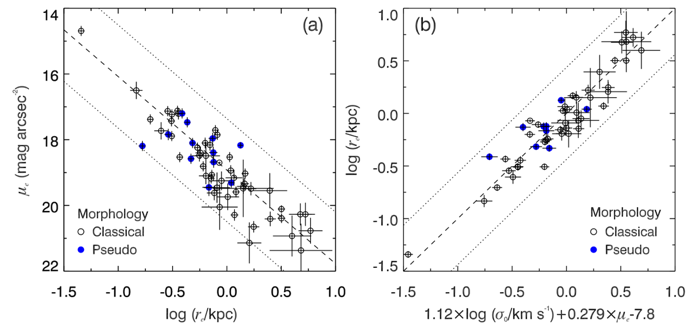 (a)
14
16
18
20
22
μe (mag arcsec-2)
Morphology
Classical
Pseudo
-1.5 -1.0 -0.5 0.0 0.5 1.0
log (re/kpc)
(b)
1.0
0.5
0.0
-0.5
-1.0
-1.5
log(re/kpc)
Morphology
Classical
Pseudo
-1.5 -1.0 -0.5 0.0 0.5 1.0
1.12×log (σ0/km s-1)+0.279×μe-7.8